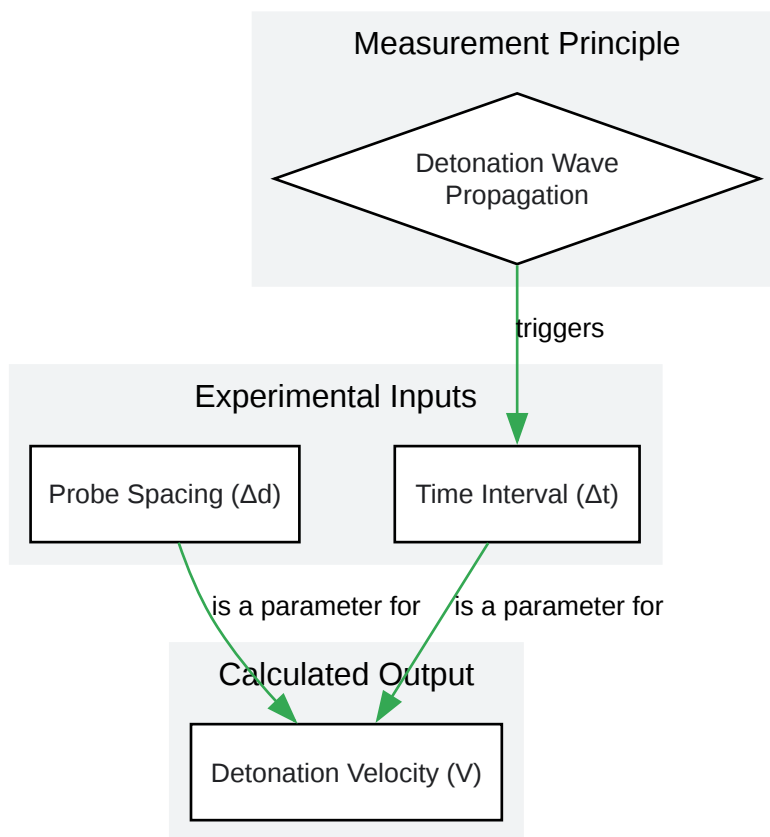 Measurement Principle
Detonation Wave
Propagation
triggers
Experimental Inputs
Probe Spacing (Δd)
Time Interval (Δt)
is a parameter for
is a parameter for
Calculated Output
Detonation Velocity (V)